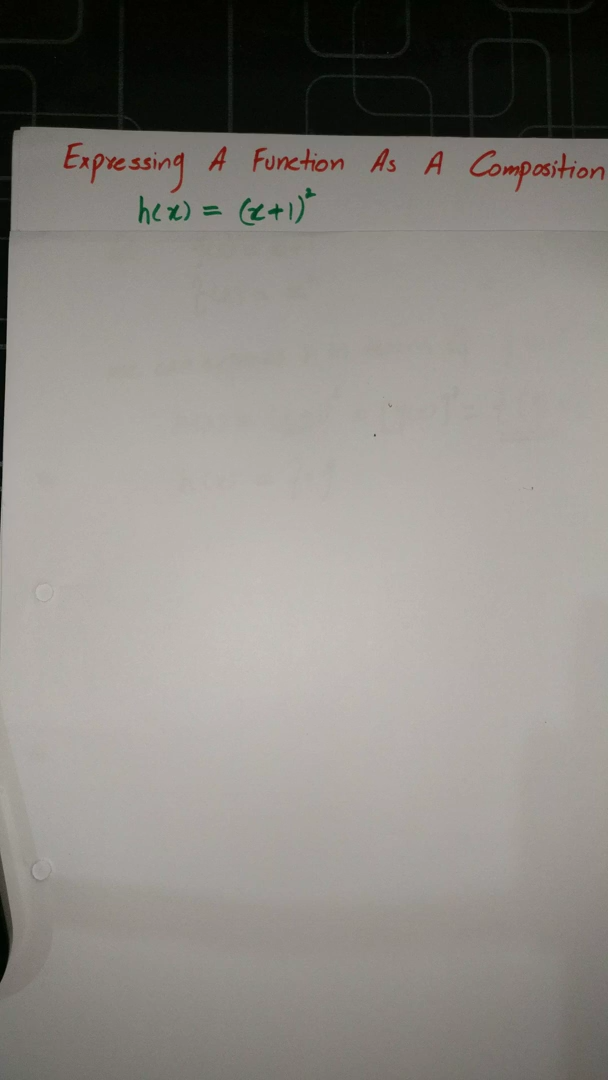 Expressing A Function As A Composition
h(x) = (x+1)²